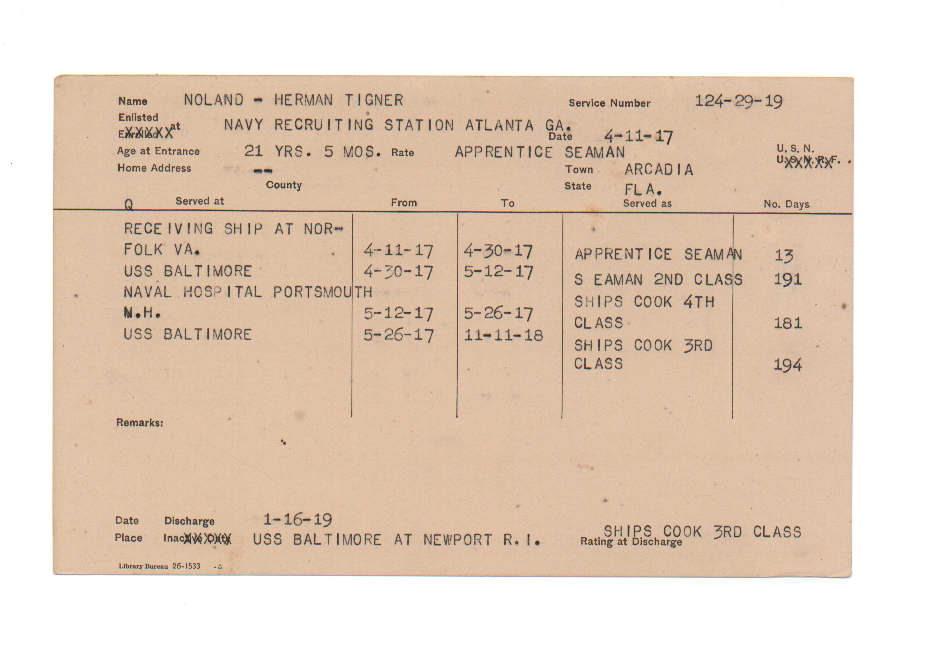 Name NOLAND - HERMAN TIGNER Service Number 124-29-19
Enlisted
Enrolled at NAVY RECRUITING STATION ATLANTA GA. Date 4-11-17
Age at Entrance 21 YRS. 5 MOS. Rate APPRENTICE SEAMAN U. S. N.
U. S. N. R. F.
Home Address -- Town ARCADIA
County State FLA.
Q Served at From To Served as No. Days
RECEIVING SHIP AT NOR-
FOLK VA. 4-11-17 4-30-17 APPRENTICE SEAMAN 13
USS BALTIMORE 4-30-17 5-12-17 S EAMAN 2ND CLASS 191
NAVAL HOSPITAL PORTSMOUTH SHIPS COOK 4TH
N.H. 5-12-17 5-26-17 CLASS 181
USS BALTIMORE 5-26-17 11-11-18 SHIPS COOK 3RD
CLASS 194
Remarks:
Date Discharge 1-16-19
Place Inactive Duty USS BALTIMORE AT NEWPORT R.I. Rating at Discharge SHIPS COOK 3RD CLASS
Library Bureau 26-1533